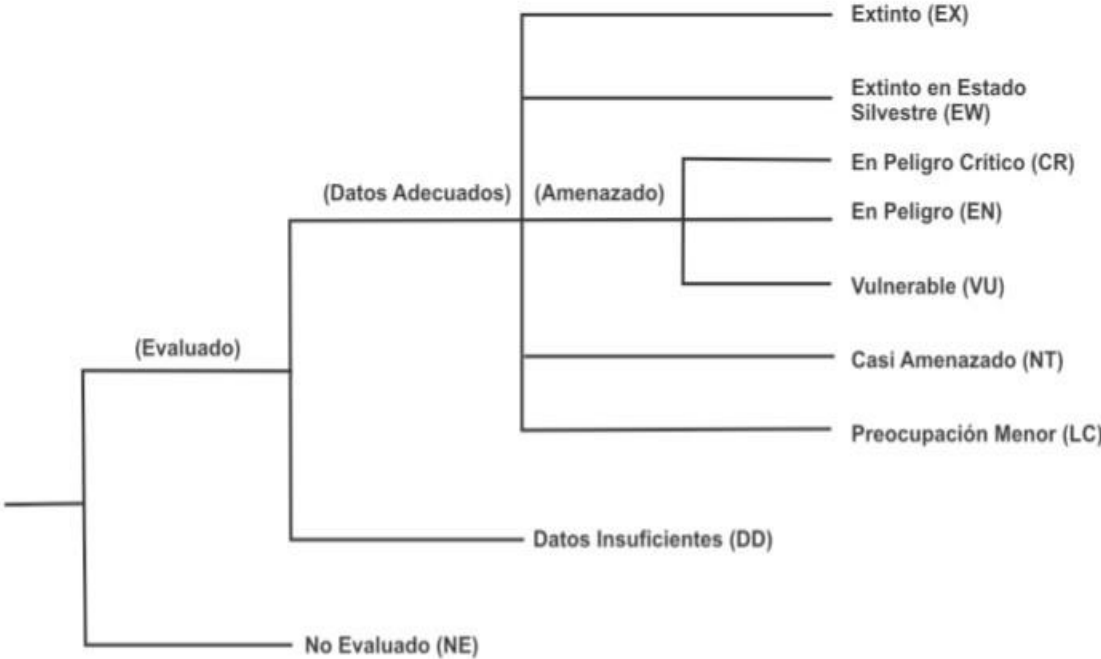 Extinto (EX)
Extinto en Estado
Silvestre (EW)
En Peligro Crítico (CR)
(Datos Adecuados)
(Amenazado)
En Peligro (EN)
Vulnerable (VU)
(Evaluado)
Casi Amenazado (NT)
Preocupación Menor (LC)
Datos Insuficientes (DD)
No Evaluado (NE)